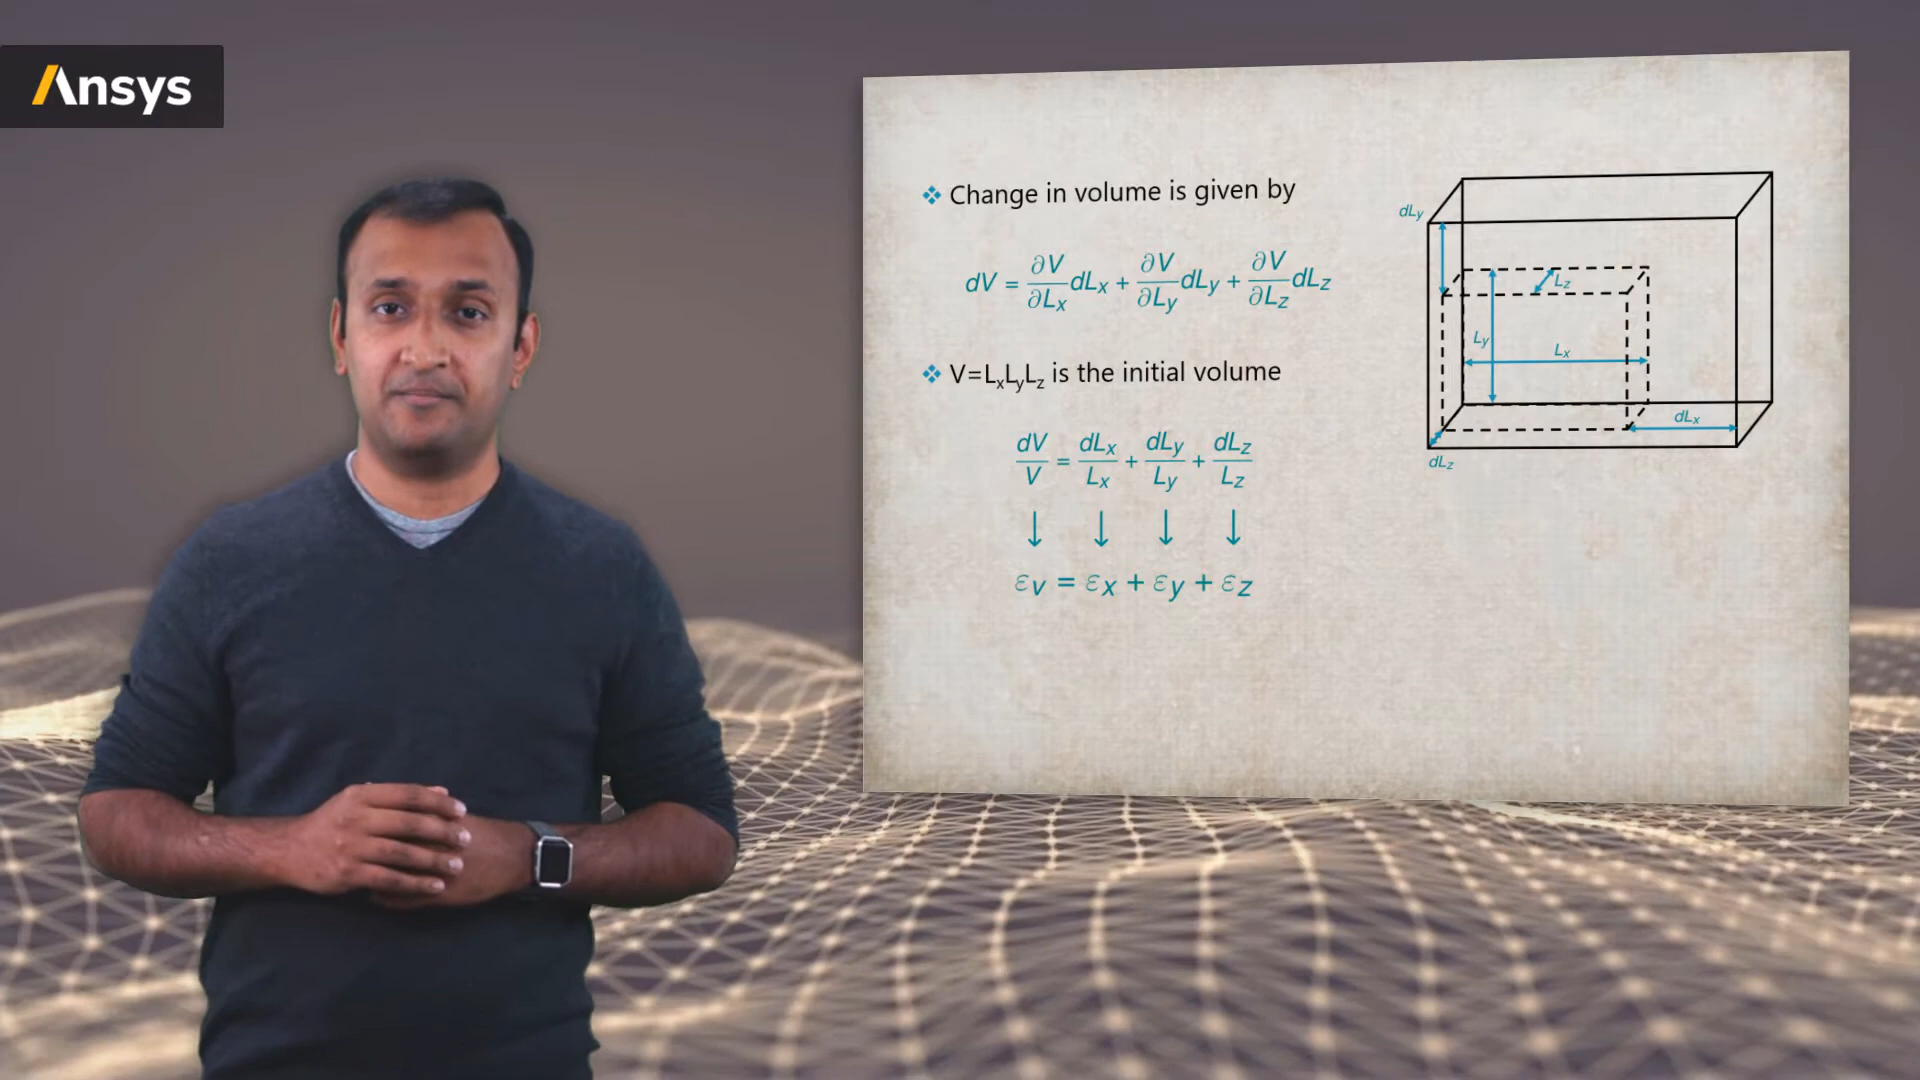 Ansys
❖ Change in volume is given by
dV = ∂V/∂Lx dLx + ∂V/∂Ly dLy + ∂V/∂Lz dLz
❖ V=LxLyLz is the initial volume
dV/V = dLx/Lx + dLy/Ly + dLz/Lz
↓ ↓ ↓ ↓
εv = εx + εy + εz
dLy
Lz
Ly
Lx
dLx
dLz